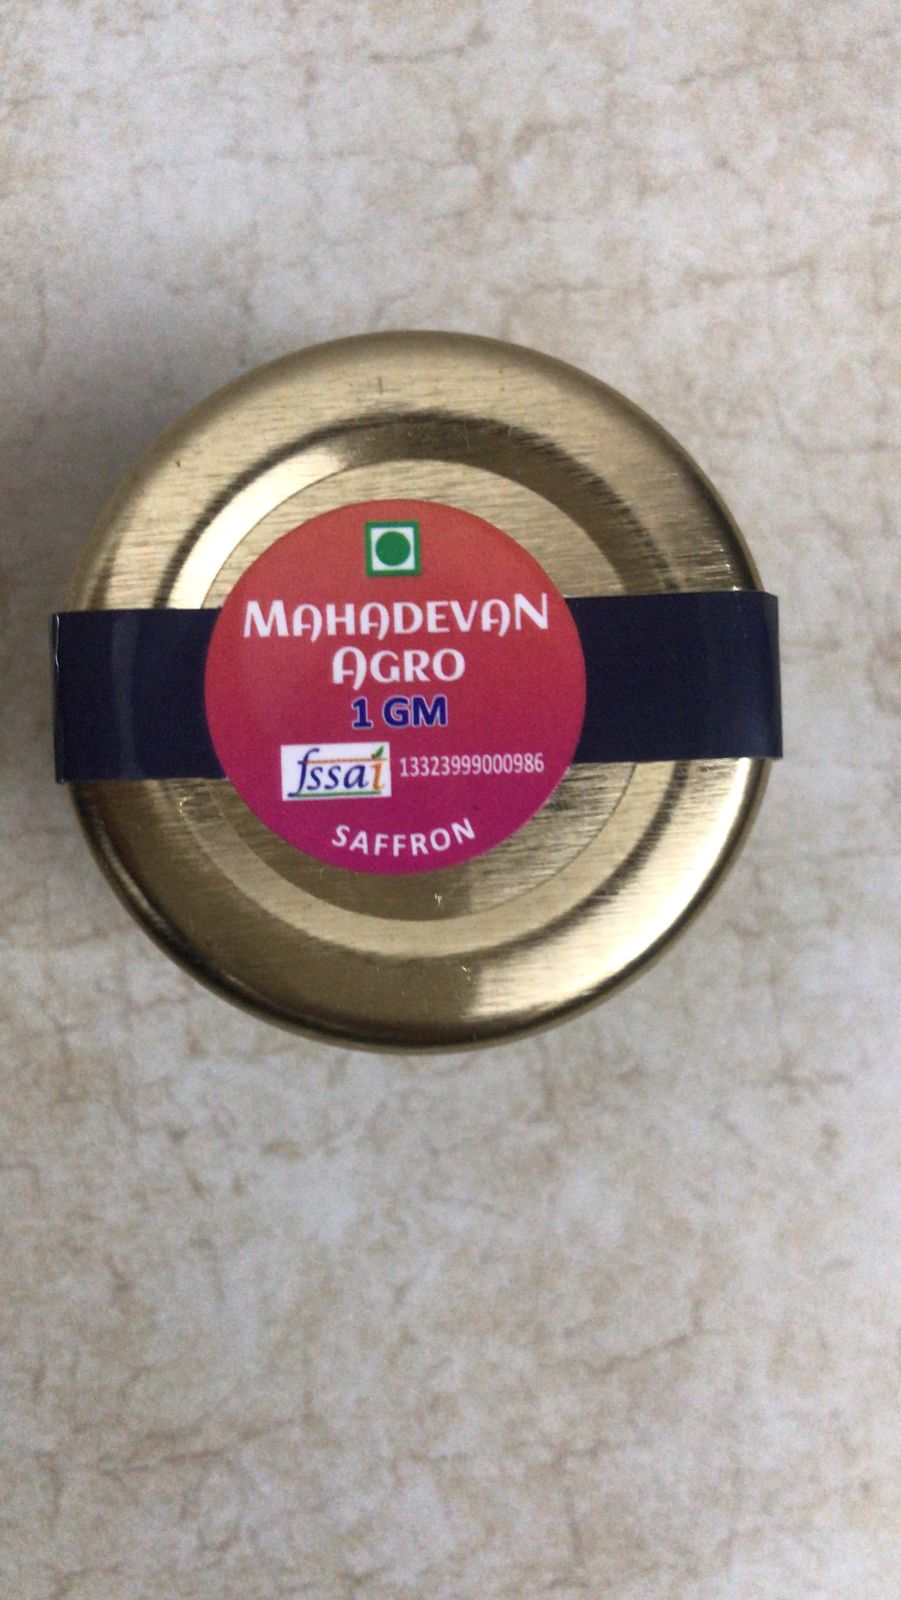 MAHADEVAN
AGRO
1 GM
fssai 13323999000986
SAFFRON